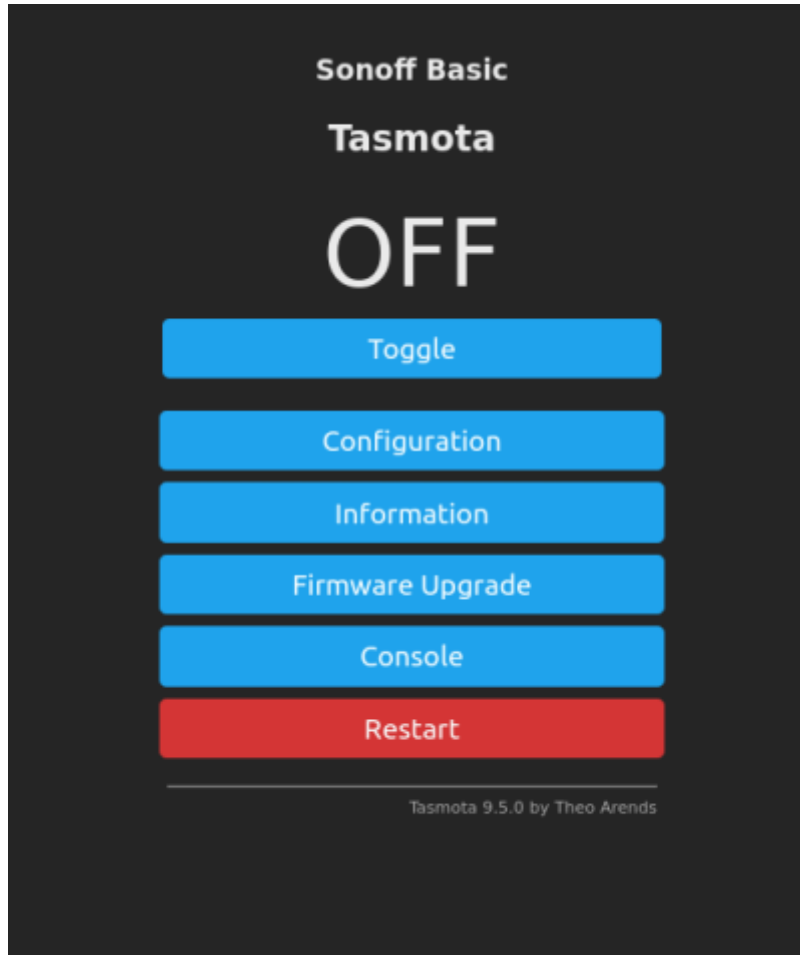 Sonoff Basic
Tasmota
OFF
Toggle
Configuration
Information
Firmware Upgrade
Console
Restart
Tasmota 9.5.0 by Theo Arends